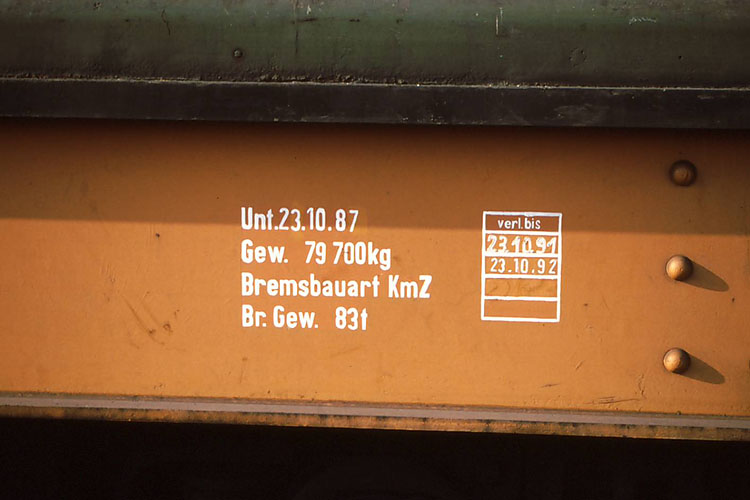 Unt.23.10.87
Gew. 79 700kg
Bremsbauart KmZ
Br. Gew. 83t
verl.bis
23.10.91
23.10.92